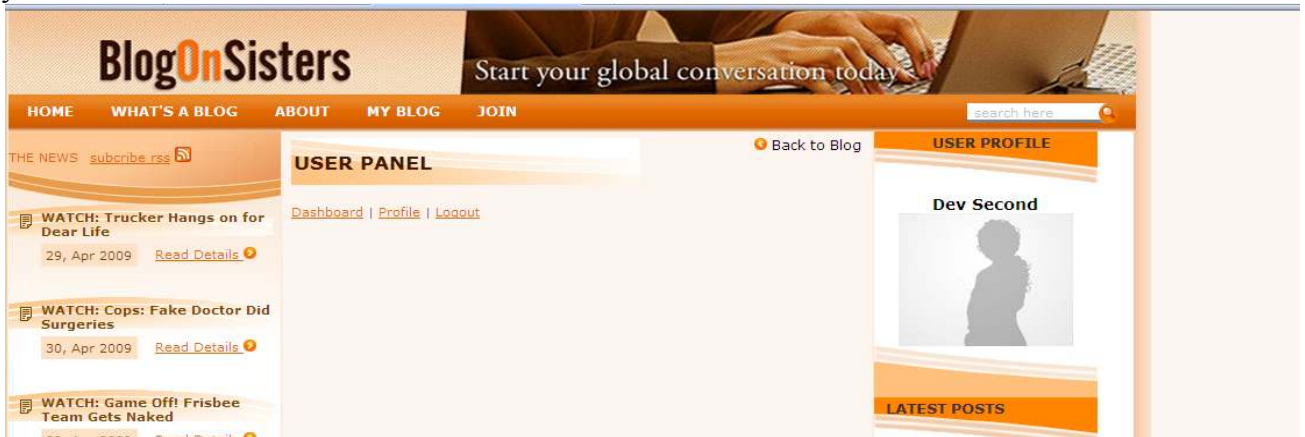 BlogOnSisters
Start your global conversation today
HOME WHAT'S A BLOG ABOUT MY BLOG JOIN
search here
THE NEWS subcribe rss
WATCH: Trucker Hangs on for
Dear Life
29, Apr 2009 Read Details
WATCH: Cops: Fake Doctor Did
Surgeries
30, Apr 2009 Read Details
WATCH: Game Off! Frisbee
Team Gets Naked
Back to Blog
USER PANEL
Dashboard | Profile | Logout
USER PROFILE
Dev Second
LATEST POSTS